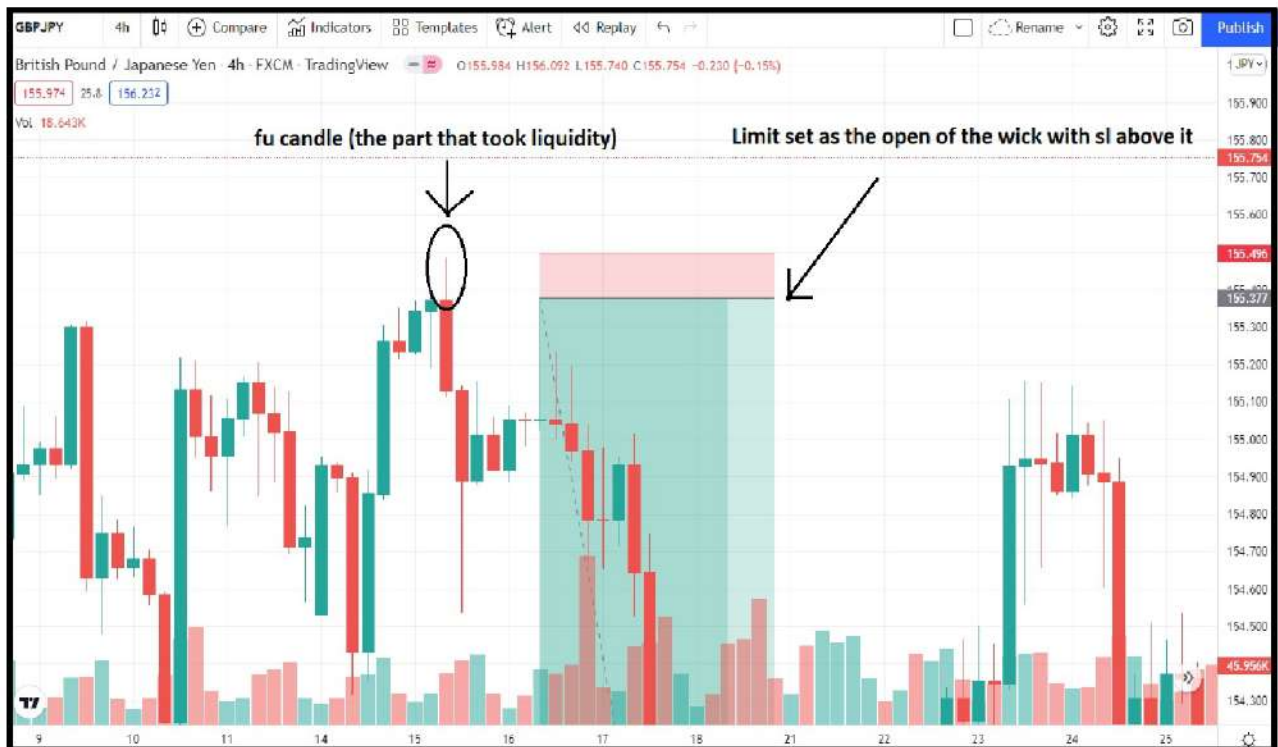 GBPJPY 4h Compare Indicators Templates Alert Replay Rename Publish
British Pound / Japanese Yen · 4h · FXCM · TradingView O155.984 H156.092 L155.740 C155.754 -0.230 (-0.15%)
JPY
155.974 25.8 156.232
Vol 18.643K
fu candle (the part that took liquidity)
Limit set as the open of the wick with sl above it
155.900
155.800
155.754
155.700
155.600
155.496
155.377
155.300
155.200
155.100
155.000
154.900
154.800
154.700
154.600
154.500
45.956K
154.300
9 10 11 14 15 16 17 18 21 22 23 24 25